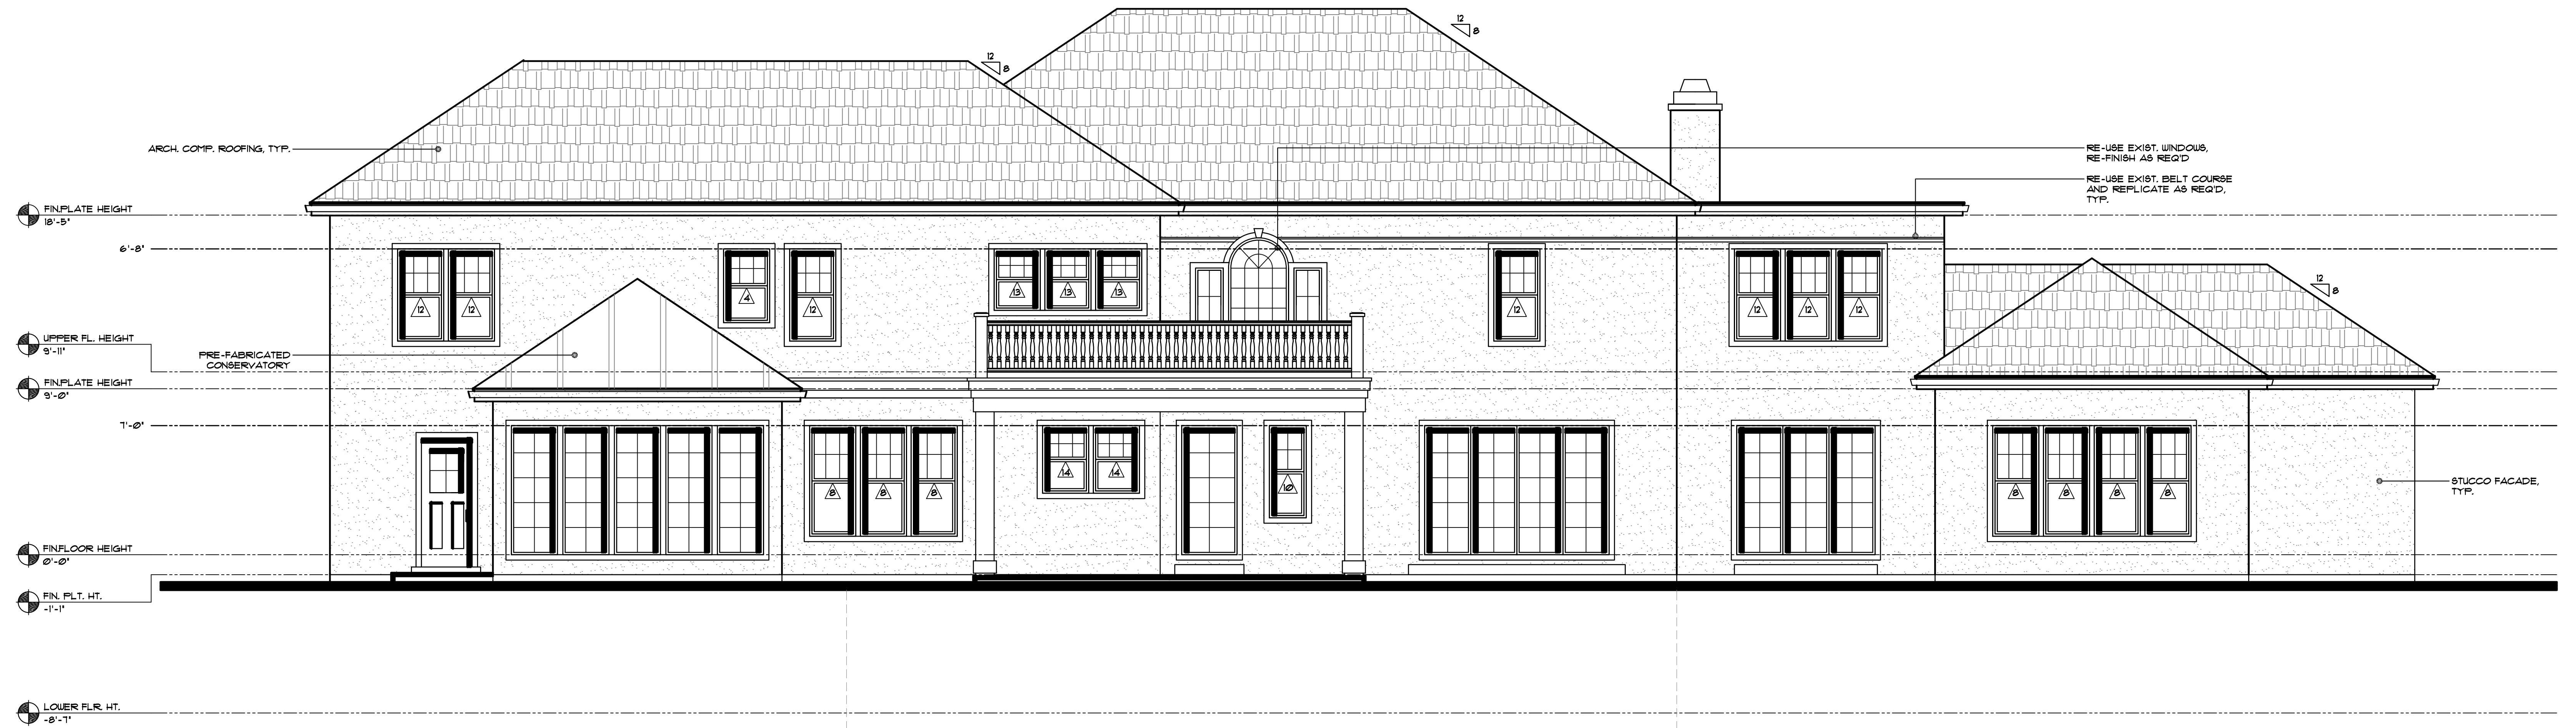 12
8
12
8
ARCH. COMP. ROOFING, TYP.
RE-USE EXIST. WINDOWS,
RE-FINISH AS REQ'D
RE-USE EXIST. BELT COURSE
AND REPLICATE AS REQ'D,
TYP.
FIN.PLATE HEIGHT
18'-5"
6'-8"
12
8
12
12
4
12
13
13
13
12
12
12
12
UPPER FL. HEIGHT
9'-11"
PRE-FABRICATED
CONSERVATORY
FIN.PLATE HEIGHT
9'-0"
7'-0"
8
8
8
14
14
10
8
8
8
8
STUCCO FACADE,
TYP.
FIN.FLOOR HEIGHT
0'-0"
FIN. PLT. HT.
-1'-1"
LOWER FLR. HT.
-8'-7"